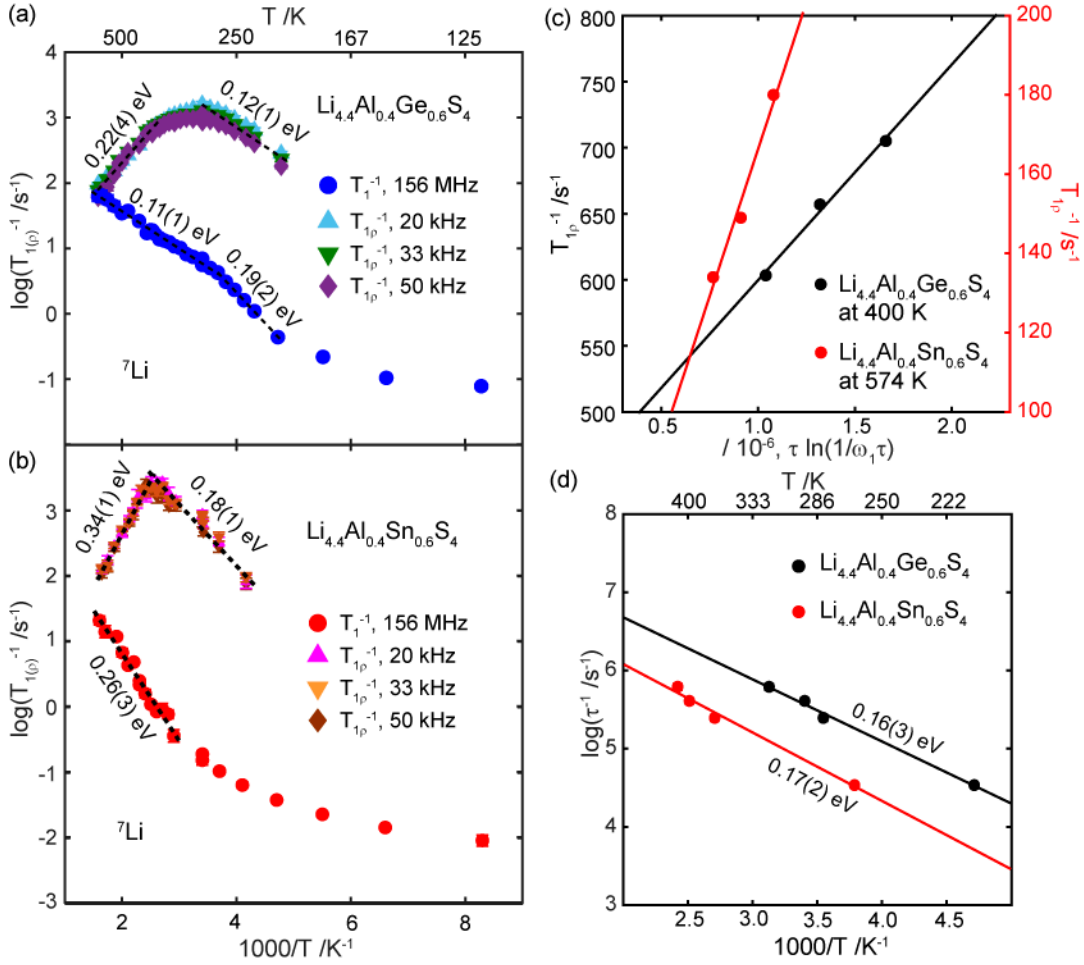 (a)
T /K
500 250 167 125
4
3
2
1
0
-1
log(T1(ρ)⁻¹ /s⁻¹)
0.22(4) eV
0.12(1) eV
0.11(1) eV
0.19(2) eV
Li4.4Al0.4Ge0.6S4
T1⁻¹, 156 MHz
T1ρ⁻¹, 20 kHz
T1ρ⁻¹, 33 kHz
T1ρ⁻¹, 50 kHz
⁷Li
(b)
3
2
1
0
-1
-2
-3
log(T1(ρ)⁻¹ /s⁻¹)
0.34(1) eV
0.18(1) eV
0.26(3) eV
Li4.4Al0.4Sn0.6S4
T1⁻¹, 156 MHz
T1ρ⁻¹, 20 kHz
T1ρ⁻¹, 33 kHz
T1ρ⁻¹, 50 kHz
⁷Li
2 4 6 8
1000/T /K⁻¹
(c)
800
750
700
650
600
550
500
T1ρ⁻¹ /s⁻¹
200
180
160
140
120
100
T1ρ⁻¹ /s⁻¹
Li4.4Al0.4Ge0.6S4
at 400 K
Li4.4Al0.4Sn0.6S4
at 574 K
0.5 1.0 1.5 2.0
/ 10⁻⁶, τ ln(1/ω1τ)
(d)
T /K
400 333 286 250 222
8
7
6
5
4
3
log(τ⁻¹ /s⁻¹)
Li4.4Al0.4Ge0.6S4
Li4.4Al0.4Sn0.6S4
0.16(3) eV
0.17(2) eV
2.5 3.0 3.5 4.0 4.5
1000/T /K⁻¹